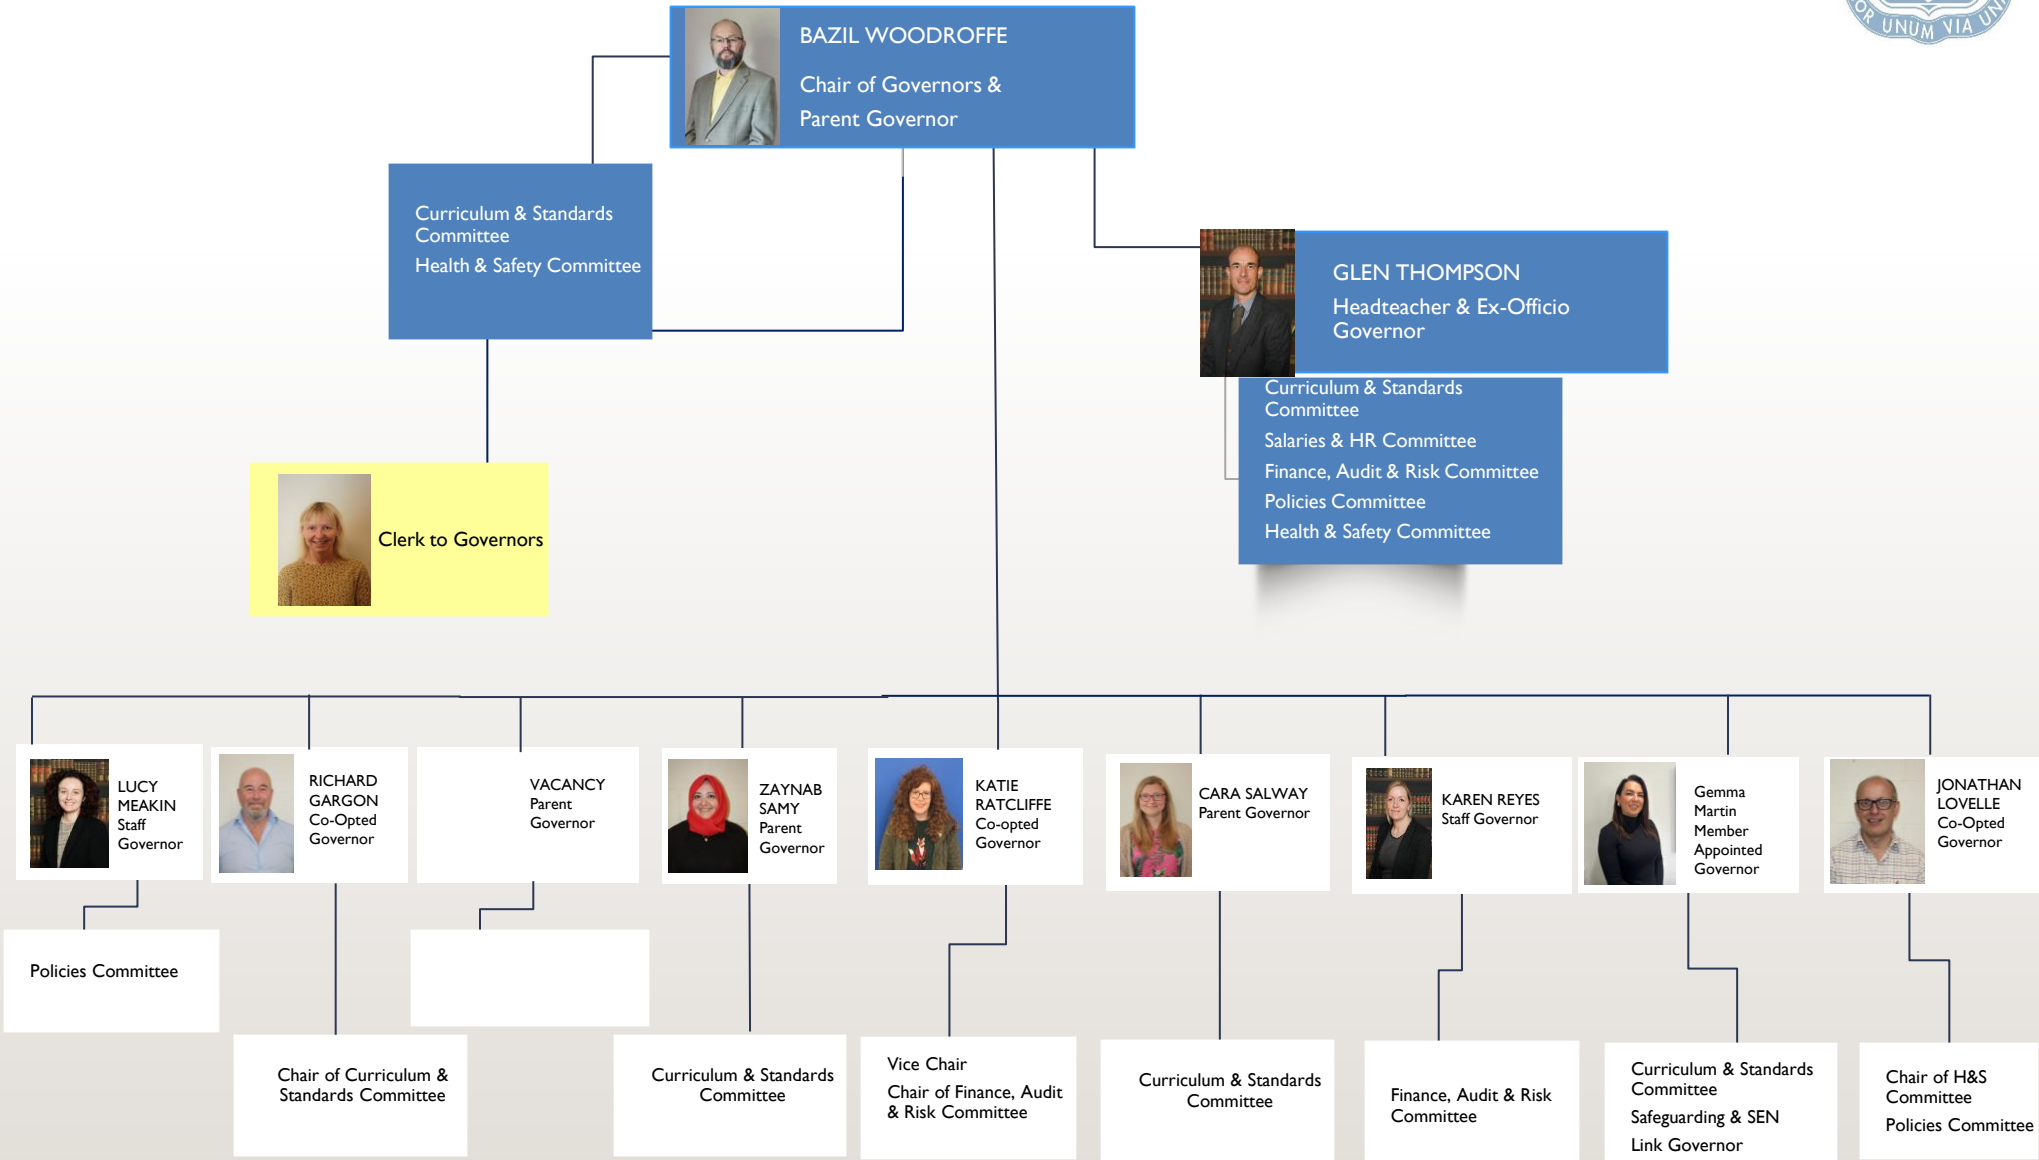 OR UNUM VIA UNI
BAZIL WOODROFFE
Chair of Governors &
Parent Governor
Curriculum & Standards
Committee
Health & Safety Committee
GLEN THOMPSON
Headteacher & Ex-Officio
Governor
Curriculum & Standards
Committee
Salaries & HR Committee
Finance, Audit & Risk Committee
Policies Committee
Health & Safety Committee
Clerk to Governors
LUCY
MEAKIN
Staff
Governor
RICHARD
GARGON
Co-Opted
Governor
VACANCY
Parent
Governor
ZAYNAB
SAMY
Parent
Governor
KATIE
RATCLIFFE
Co-opted
Governor
CARA SALWAY
Parent Governor
KAREN REYES
Staff Governor
Gemma
Martin
Member
Appointed
Governor
JONATHAN
LOVELLE
Co-Opted
Governor
Policies Committee
Chair of Curriculum &
Standards Committee
Curriculum & Standards
Committee
Vice Chair
Chair of Finance, Audit
& Risk Committee
Curriculum & Standards
Committee
Finance, Audit & Risk
Committee
Curriculum & Standards
Committee
Safeguarding & SEN
Link Governor
Chair of H&S
Committee
Policies Committee